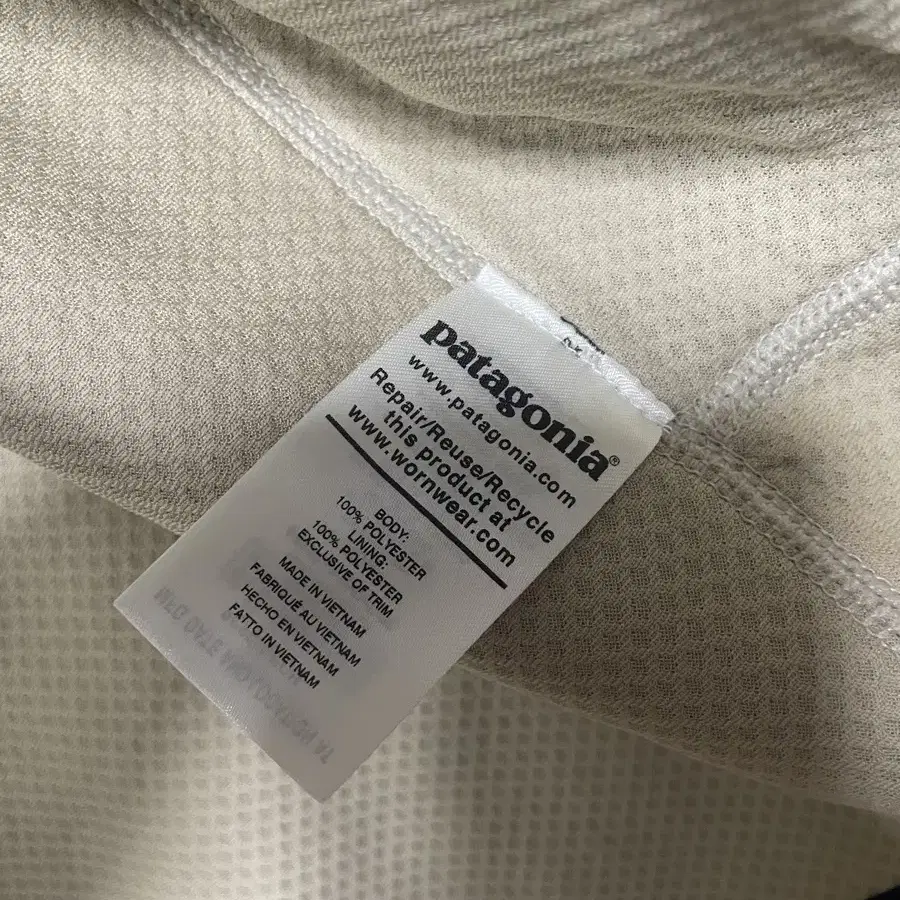 patagonia®
www.patagonia.com
Repair/Reuse/Recycle
this product at
www.wornwear.com
BODY:
100% POLYESTER
LINING:
100% POLYESTER
EXCLUSIVE OF TRIM
MADE IN VIETNAM
FABRIQUÉ AU VIETNAM
HECHO EN VIETNAM
FATTO IN VIETNAM